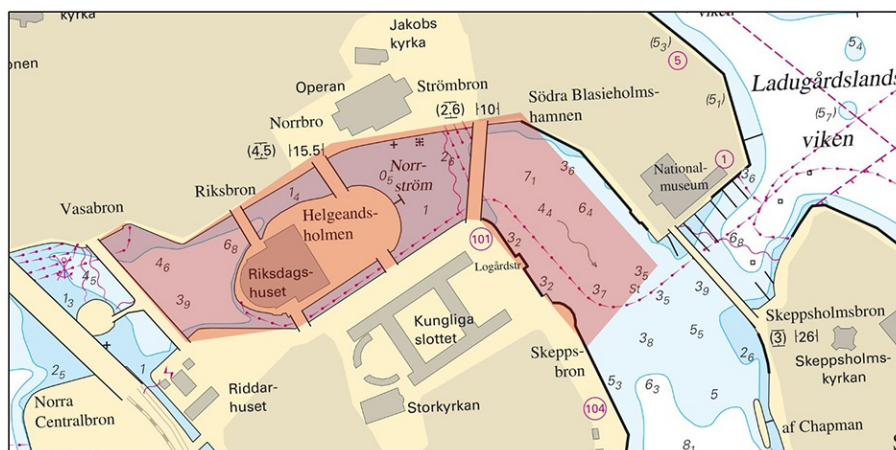 kyrka
onen
Jakobs
kyrka
Operan
Strömbron
(2,6) 10
Norrbro
(4,5) 15.5
Södra Blasieholms-
hamnen
(5₃)
5
(5₁)
5₄
viken
Ladugårdslands
(5₇)
viken
National-
museum
1
3₆
Riksbron
Vasabron
1₄
0₅
Norr-
ström
2₆
1
7₁
3₆
4₄
6₄
Helgeands-
holmen
6₈
4₆
3₉
Riksdags-
huset
101
3₂
Logårdstr
3₂
3₇
3₅
St
3₅
3₉
6₈
4₅
1₃
2₅
1
Kungliga
slottet
Skepps-
bron
3₈
5₅
2₆
Skeppsholmsbron
(3) 26
Skeppsholms-
kyrkan
Norra
Centralbron
Riddar-
huset
Storkyrkan
104
5₃
6₃
5
8₁
af Chapman
S